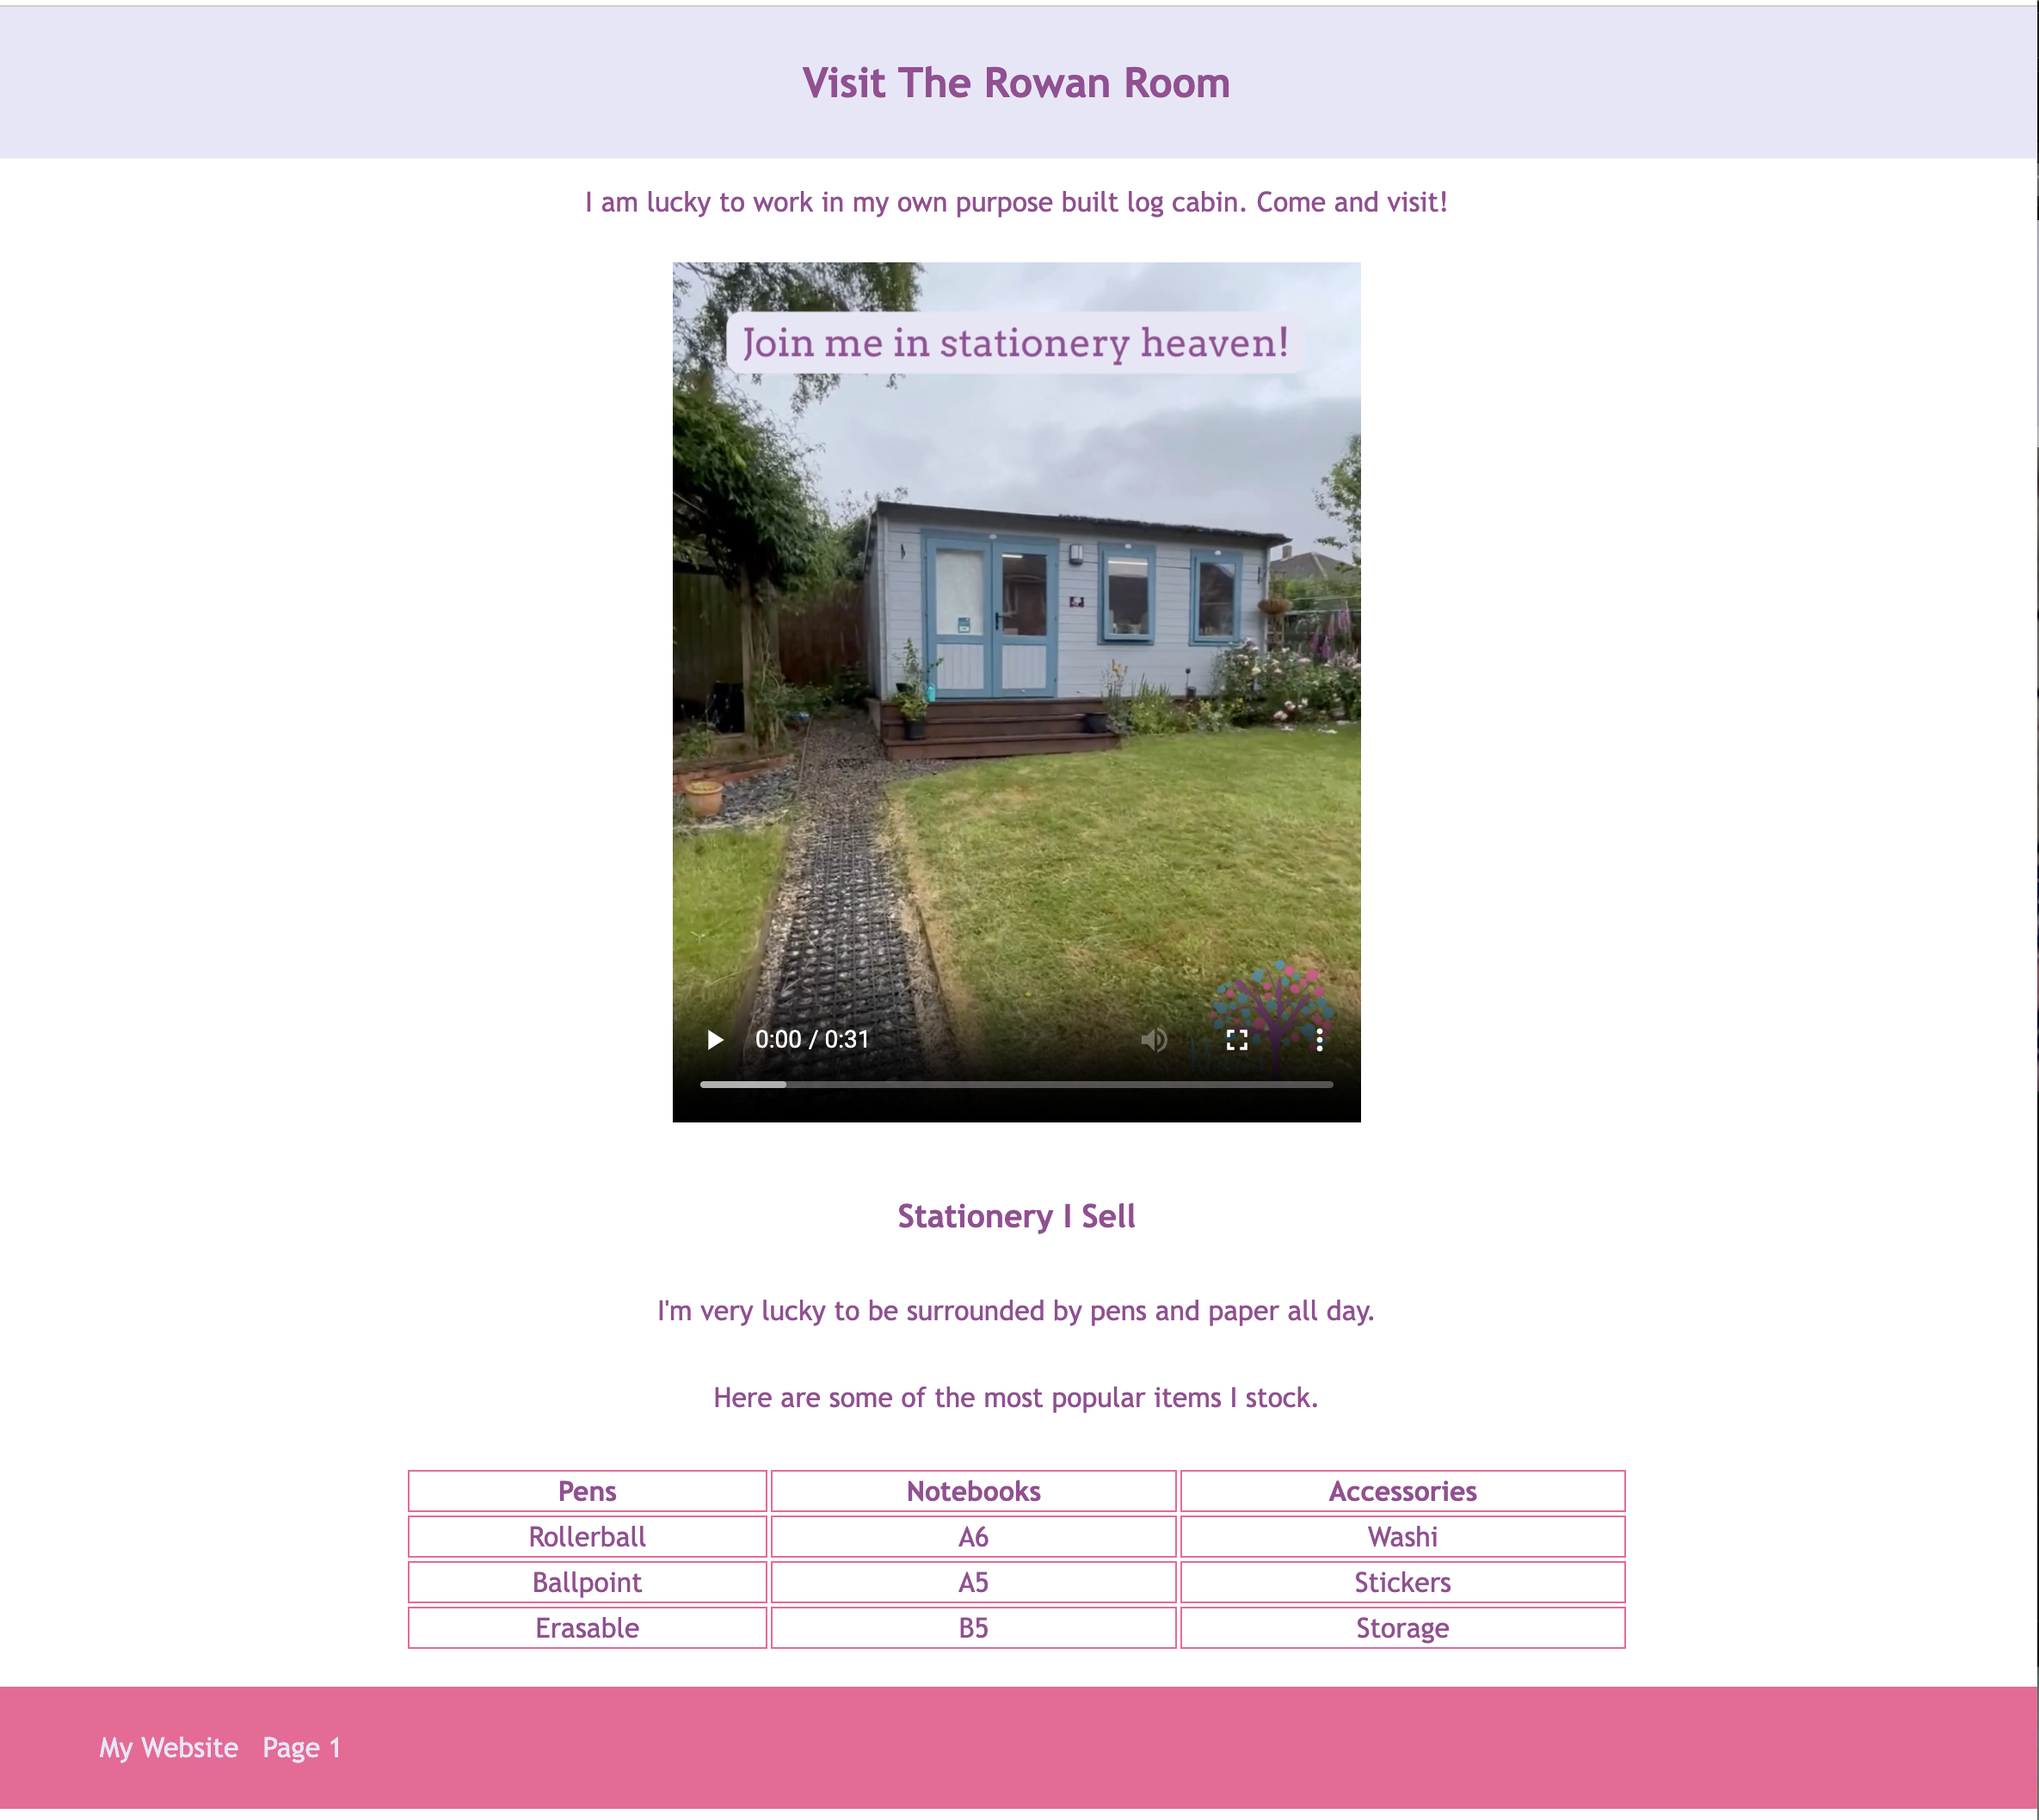 Visit The Rowan Room
I am lucky to work in my own purpose built log cabin. Come and visit!
Join me in stationery heaven!
0:00 / 0:31
Stationery I Sell
I'm very lucky to be surrounded by pens and paper all day.
Here are some of the most popular items I stock.
Pens Notebooks Accessories
Rollerball A6 Washi
Ballpoint A5 Stickers
Erasable B5 Storage
My Website Page 1